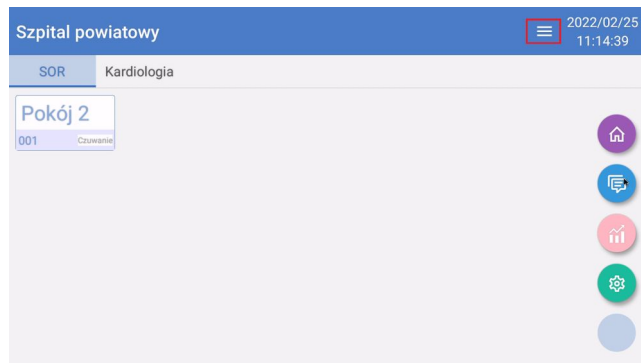 Szpital powiatowy
2022/02/25
11:14:39
SOR Kardiologia
Pokój 2
001 Czuwanie